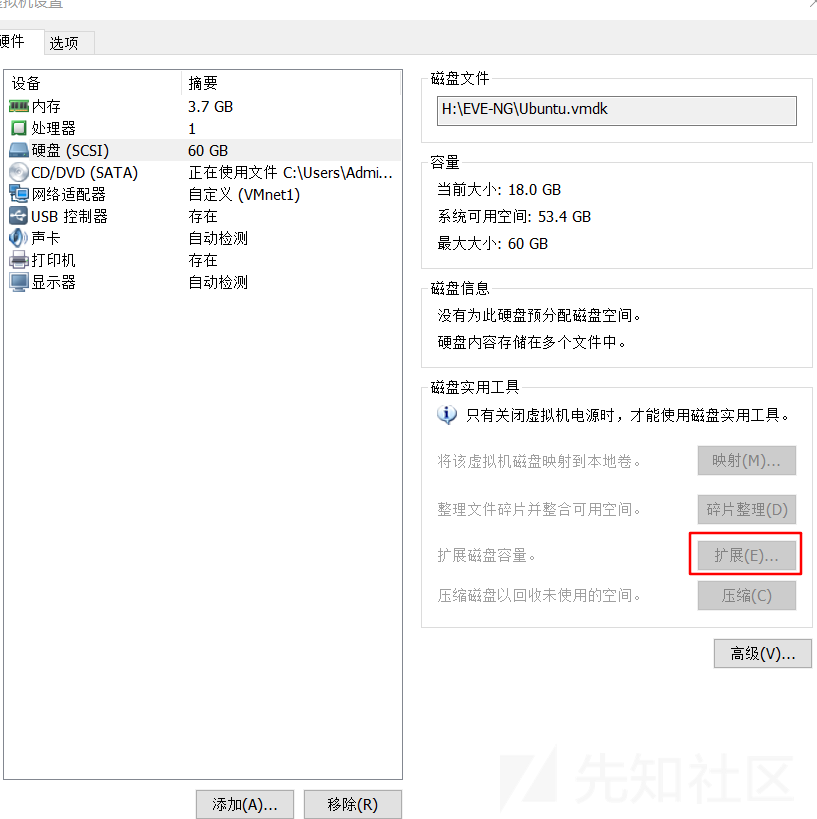 虚拟机设置
硬件 选项
设备 摘要
内存 3.7 GB
处理器 1
硬盘 (SCSI) 60 GB
CD/DVD (SATA) 正在使用文件 C:\Users\Admi...
网络适配器 自定义 (VMnet1)
USB 控制器 存在
声卡 自动检测
打印机 存在
显示器 自动检测
添加(A)... 移除(R)
磁盘文件
H:\EVE-NG\Ubuntu.vmdk
容量
当前大小: 18.0 GB
系统可用空间: 53.4 GB
最大大小: 60 GB
磁盘信息
没有为此硬盘预分配磁盘空间。
硬盘内容存储在多个文件中。
磁盘实用工具
只有关闭虚拟机电源时，才能使用磁盘实用工具。
将该虚拟机磁盘映射到本地卷。 映射(M)...
整理文件碎片并整合可用空间。 碎片整理(D)
扩展磁盘容量。 扩展(E)...
压缩磁盘以回收未使用的空间。 压缩(C)
高级(V)...
先知社区